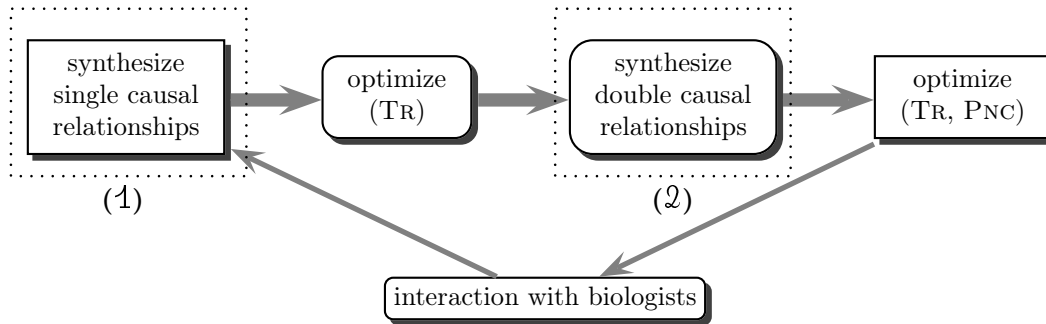 synthesize
single causal
relationships
optimize
(TR)
synthesize
double causal
relationships
optimize
(TR, PNC)
(1)
(2)
interaction with biologists